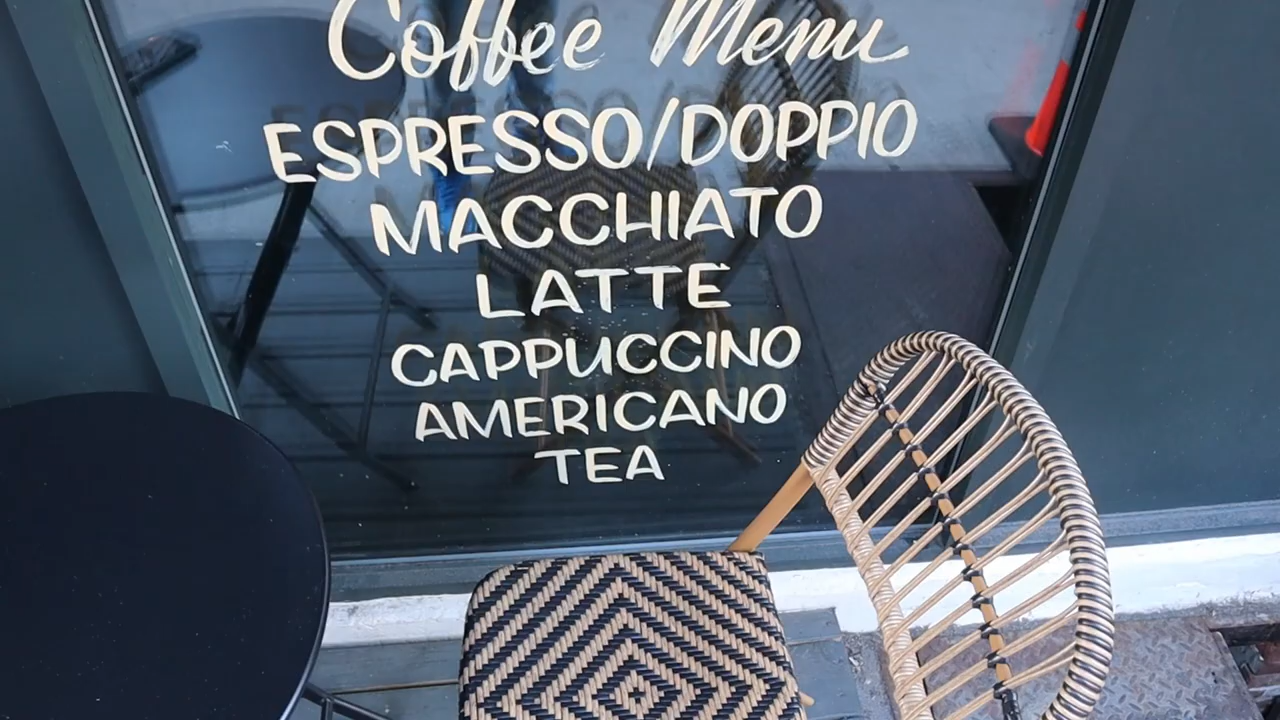 Coffee Menu
ESPRESSO/DOPPIO
MACCHIATO
LATTE
CAPPUCCINO
AMERICANO
TEA